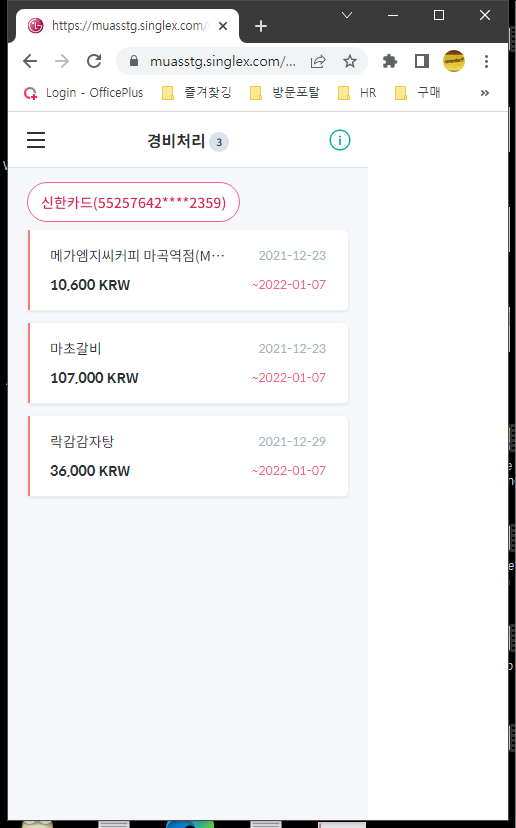 https://muasstg.singlex.com/
muasstg.singlex.com/...
Login - OfficePlus 즐겨찾깅 방문포탈 HR 구매 »
경비처리 3
신한카드(55257642****2359)
메가엠지씨커피 마곡역점(M⋯ 2021-12-23
10,600 KRW ~2022-01-07
마초갈비 2021-12-23
107,000 KRW ~2022-01-07
락감감자탕 2021-12-29
36,000 KRW ~2022-01-07